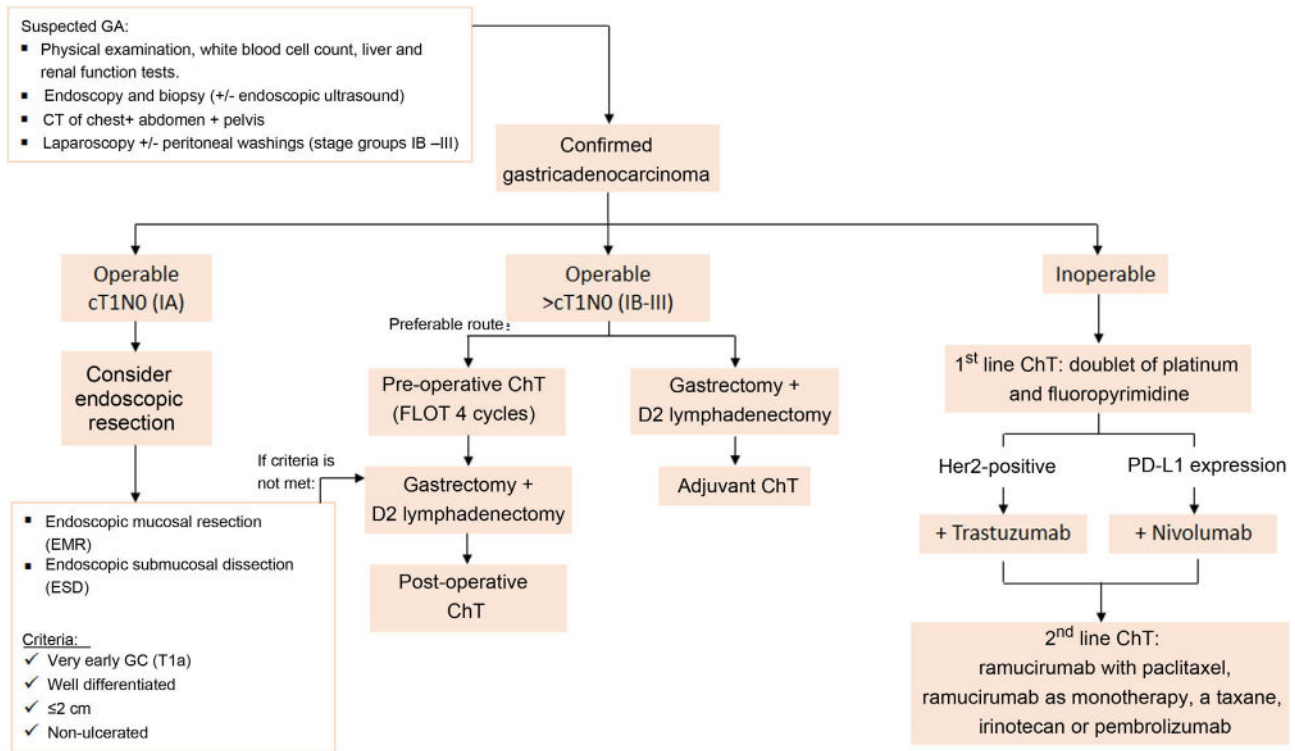 Suspected GA:
▪ Physical examination, white blood cell count, liver and
renal function tests.
▪ Endoscopy and biopsy (+/- endoscopic ultrasound)
▪ CT of chest+ abdomen + pelvis
▪ Laparoscopy +/- peritoneal washings (stage groups IB –III)
Confirmed
gastricadenocarcinoma
Operable
cT1N0 (IA)
Operable
>cT1N0 (IB-III)
Inoperable
Preferable route:
Consider
endoscopic
resection
Pre-operative ChT
(FLOT 4 cycles)
Gastrectomy +
D2 lymphadenectomy
1st line ChT: doublet of platinum
and fluoropyrimidine
If criteria is
not met:
Gastrectomy +
D2 lymphadenectomy
Adjuvant ChT
Her2-positive
PD-L1 expression
+ Trastuzumab
+ Nivolumab
▪ Endoscopic mucosal resection
(EMR)
▪ Endoscopic submucosal dissection
(ESD)
Criteria:
✓ Very early GC (T1a)
✓ Well differentiated
✓ ≤2 cm
✓ Non-ulcerated
Post-operative
ChT
2nd line ChT:
ramucirumab with paclitaxel,
ramucirumab as monotherapy, a taxane,
irinotecan or pembrolizumab